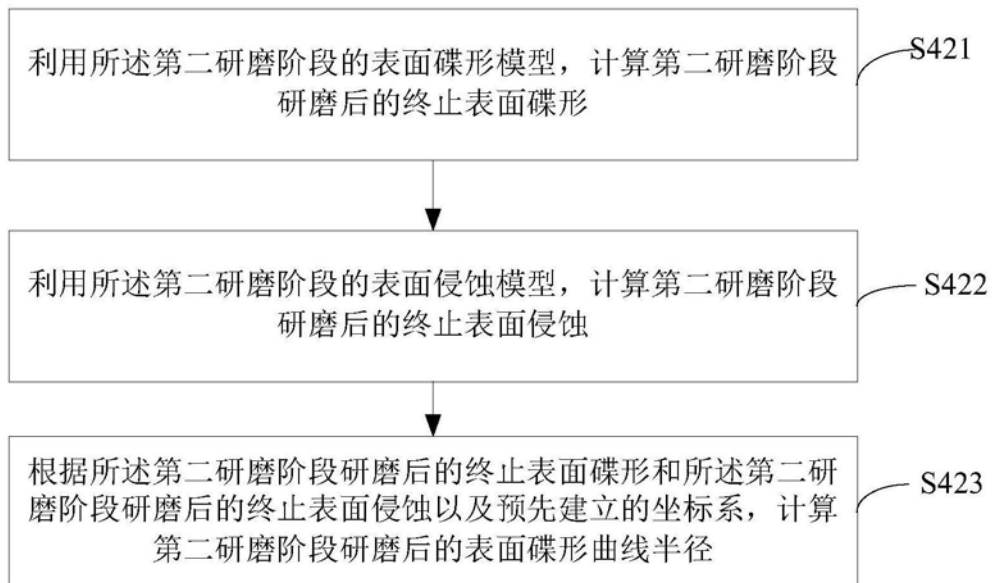 利用所述第二研磨阶段的表面碟形模型，计算第二研磨阶段
研磨后的终止表面碟形
S421
利用所述第二研磨阶段的表面侵蚀模型，计算第二研磨阶段
研磨后的终止表面侵蚀
S422
根据所述第二研磨阶段研磨后的终止表面碟形和所述第二研
磨阶段研磨后的终止表面侵蚀以及预先建立的坐标系，计算
第二研磨阶段研磨后的表面碟形曲线半径
S423